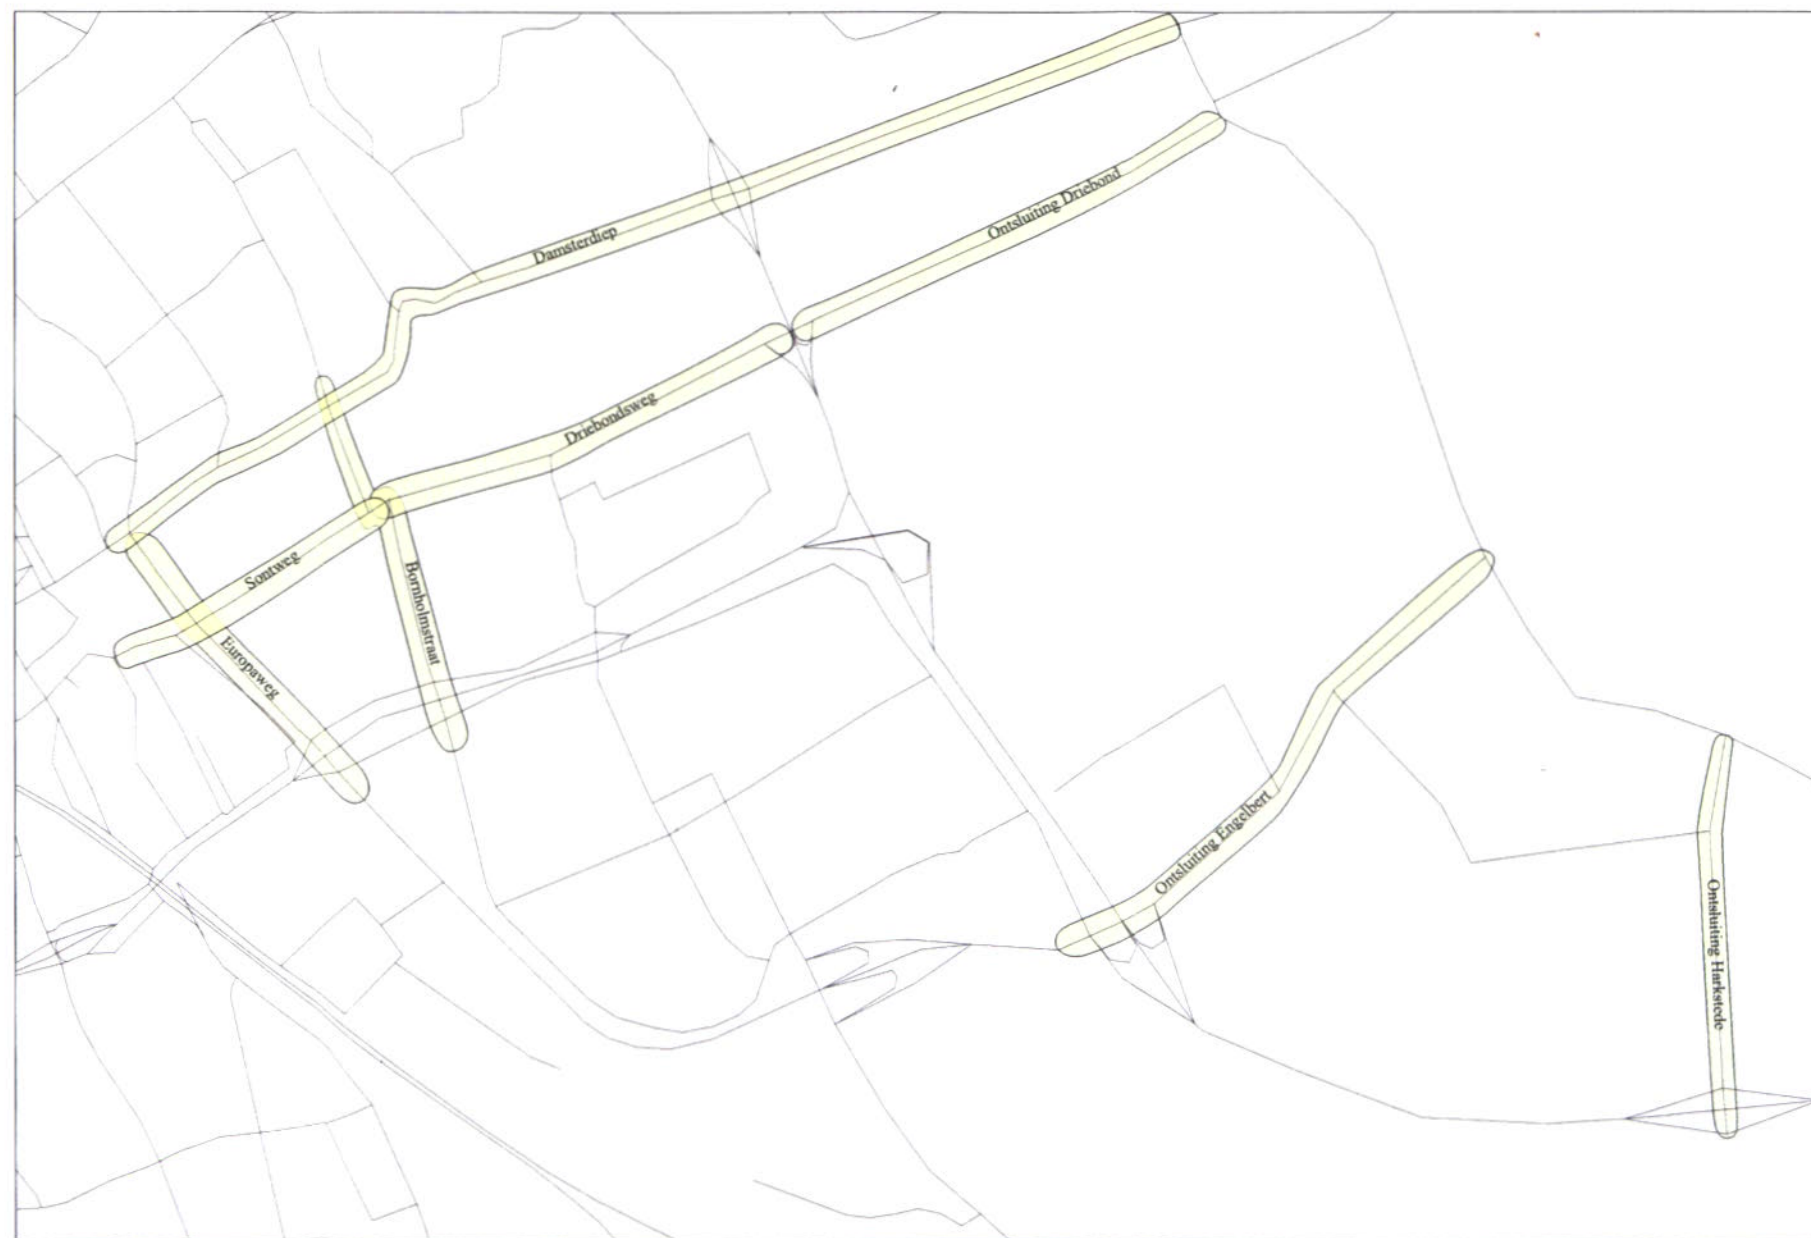 Damsterdiep
Ontsluiting Driebond
Driebondsweg
Sontweg
Bornholmstraat
Europaweg
Ontsluiting Engelbert
Ontsluiting Harkstede